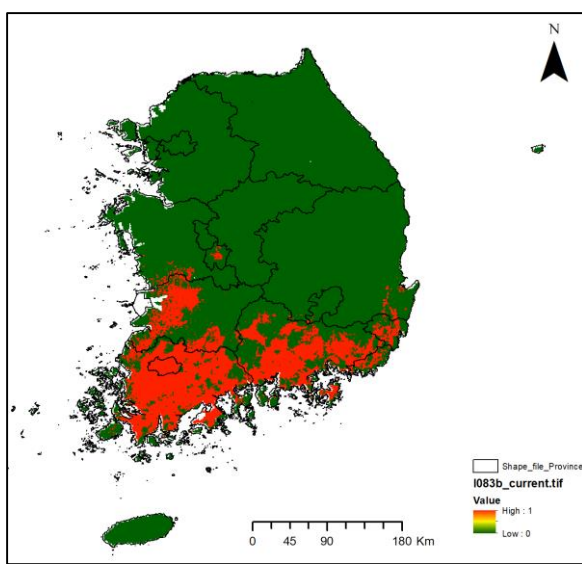 N
Shape_file_Province
I083b_current.tif
Value
High : 1
Low : 0
0 45 90 180 Km